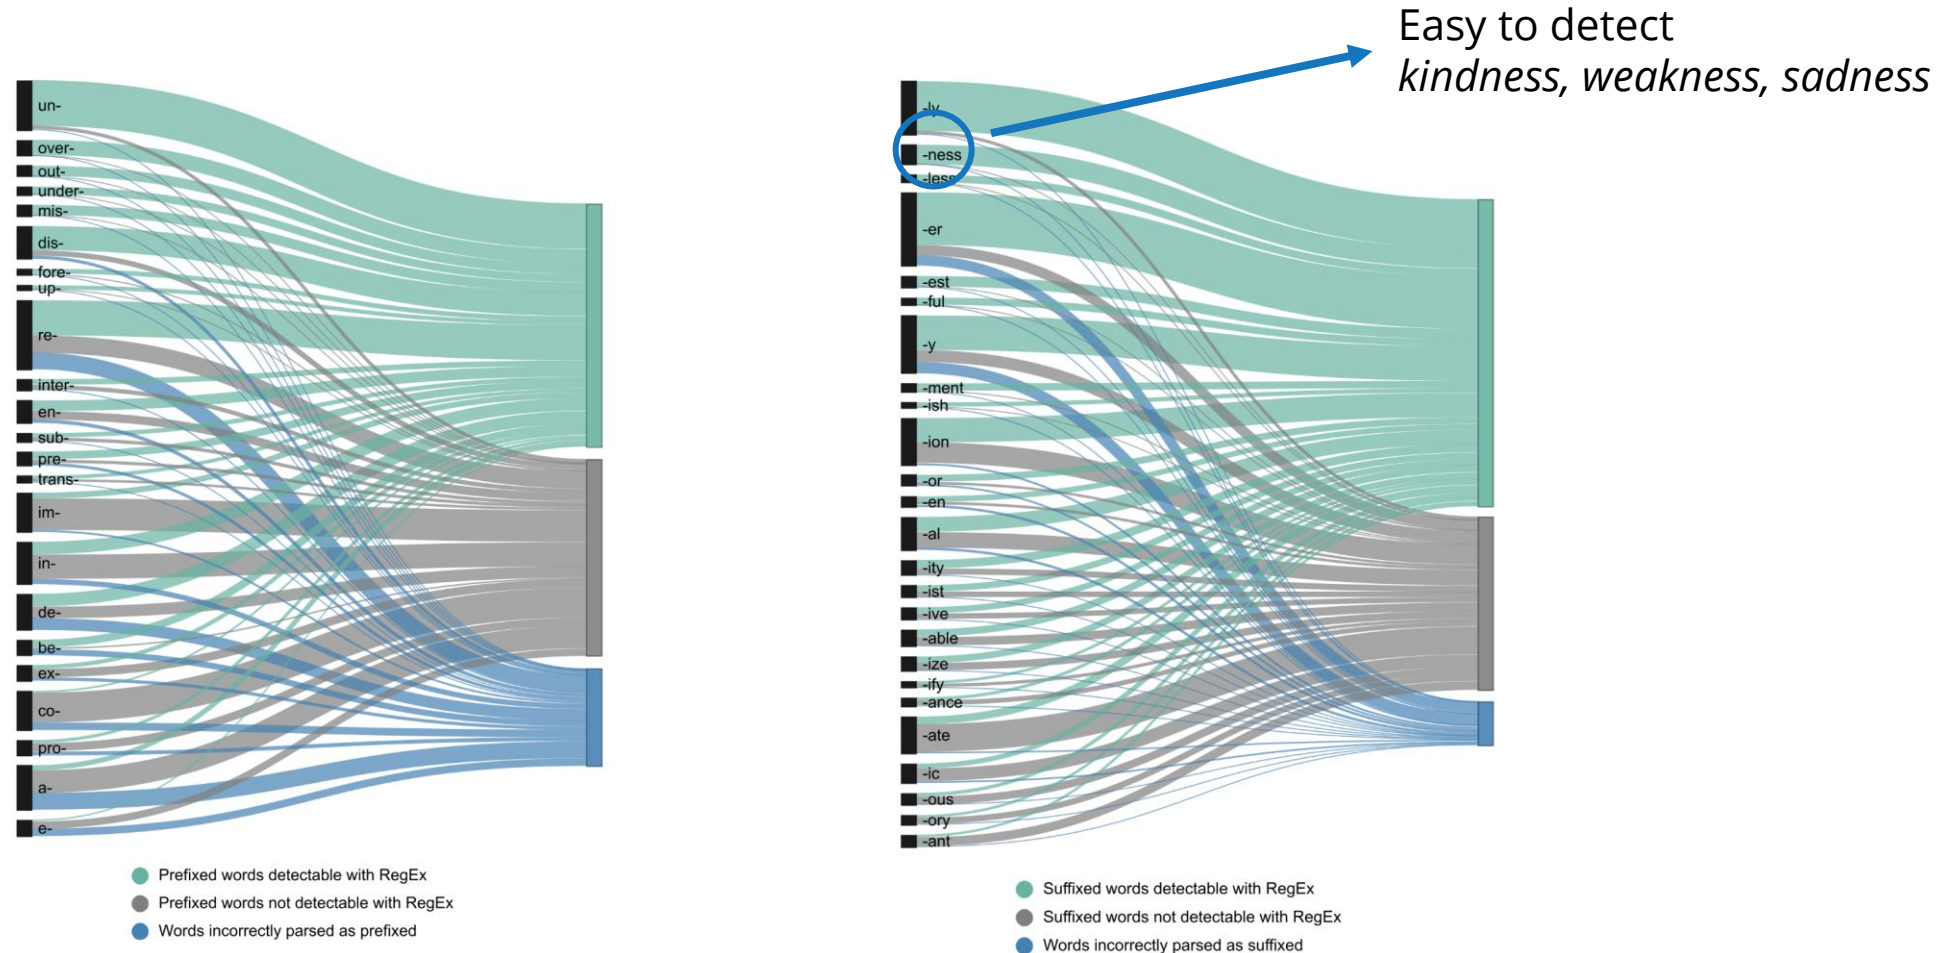 Easy to detect
kindness, weakness, sadness
un-
over-
out-
under-
mis-
dis-
fore-
up-
re-
inter-
en-
sub-
pre-
trans-
im-
in-
de-
be-
ex-
co-
pro-
a-
e-
Prefixed words detectable with RegEx
Prefixed words not detectable with RegEx
Words incorrectly parsed as prefixed
-ly
-ness
-less
-er
-est
-ful
-y
-ment
-ish
-ion
-or
-en
-al
-ity
-ist
-ive
-able
-ize
-ify
-ance
-ate
-ic
-ous
-ory
-ant
Suffixed words detectable with RegEx
Suffixed words not detectable with RegEx
Words incorrectly parsed as suffixed